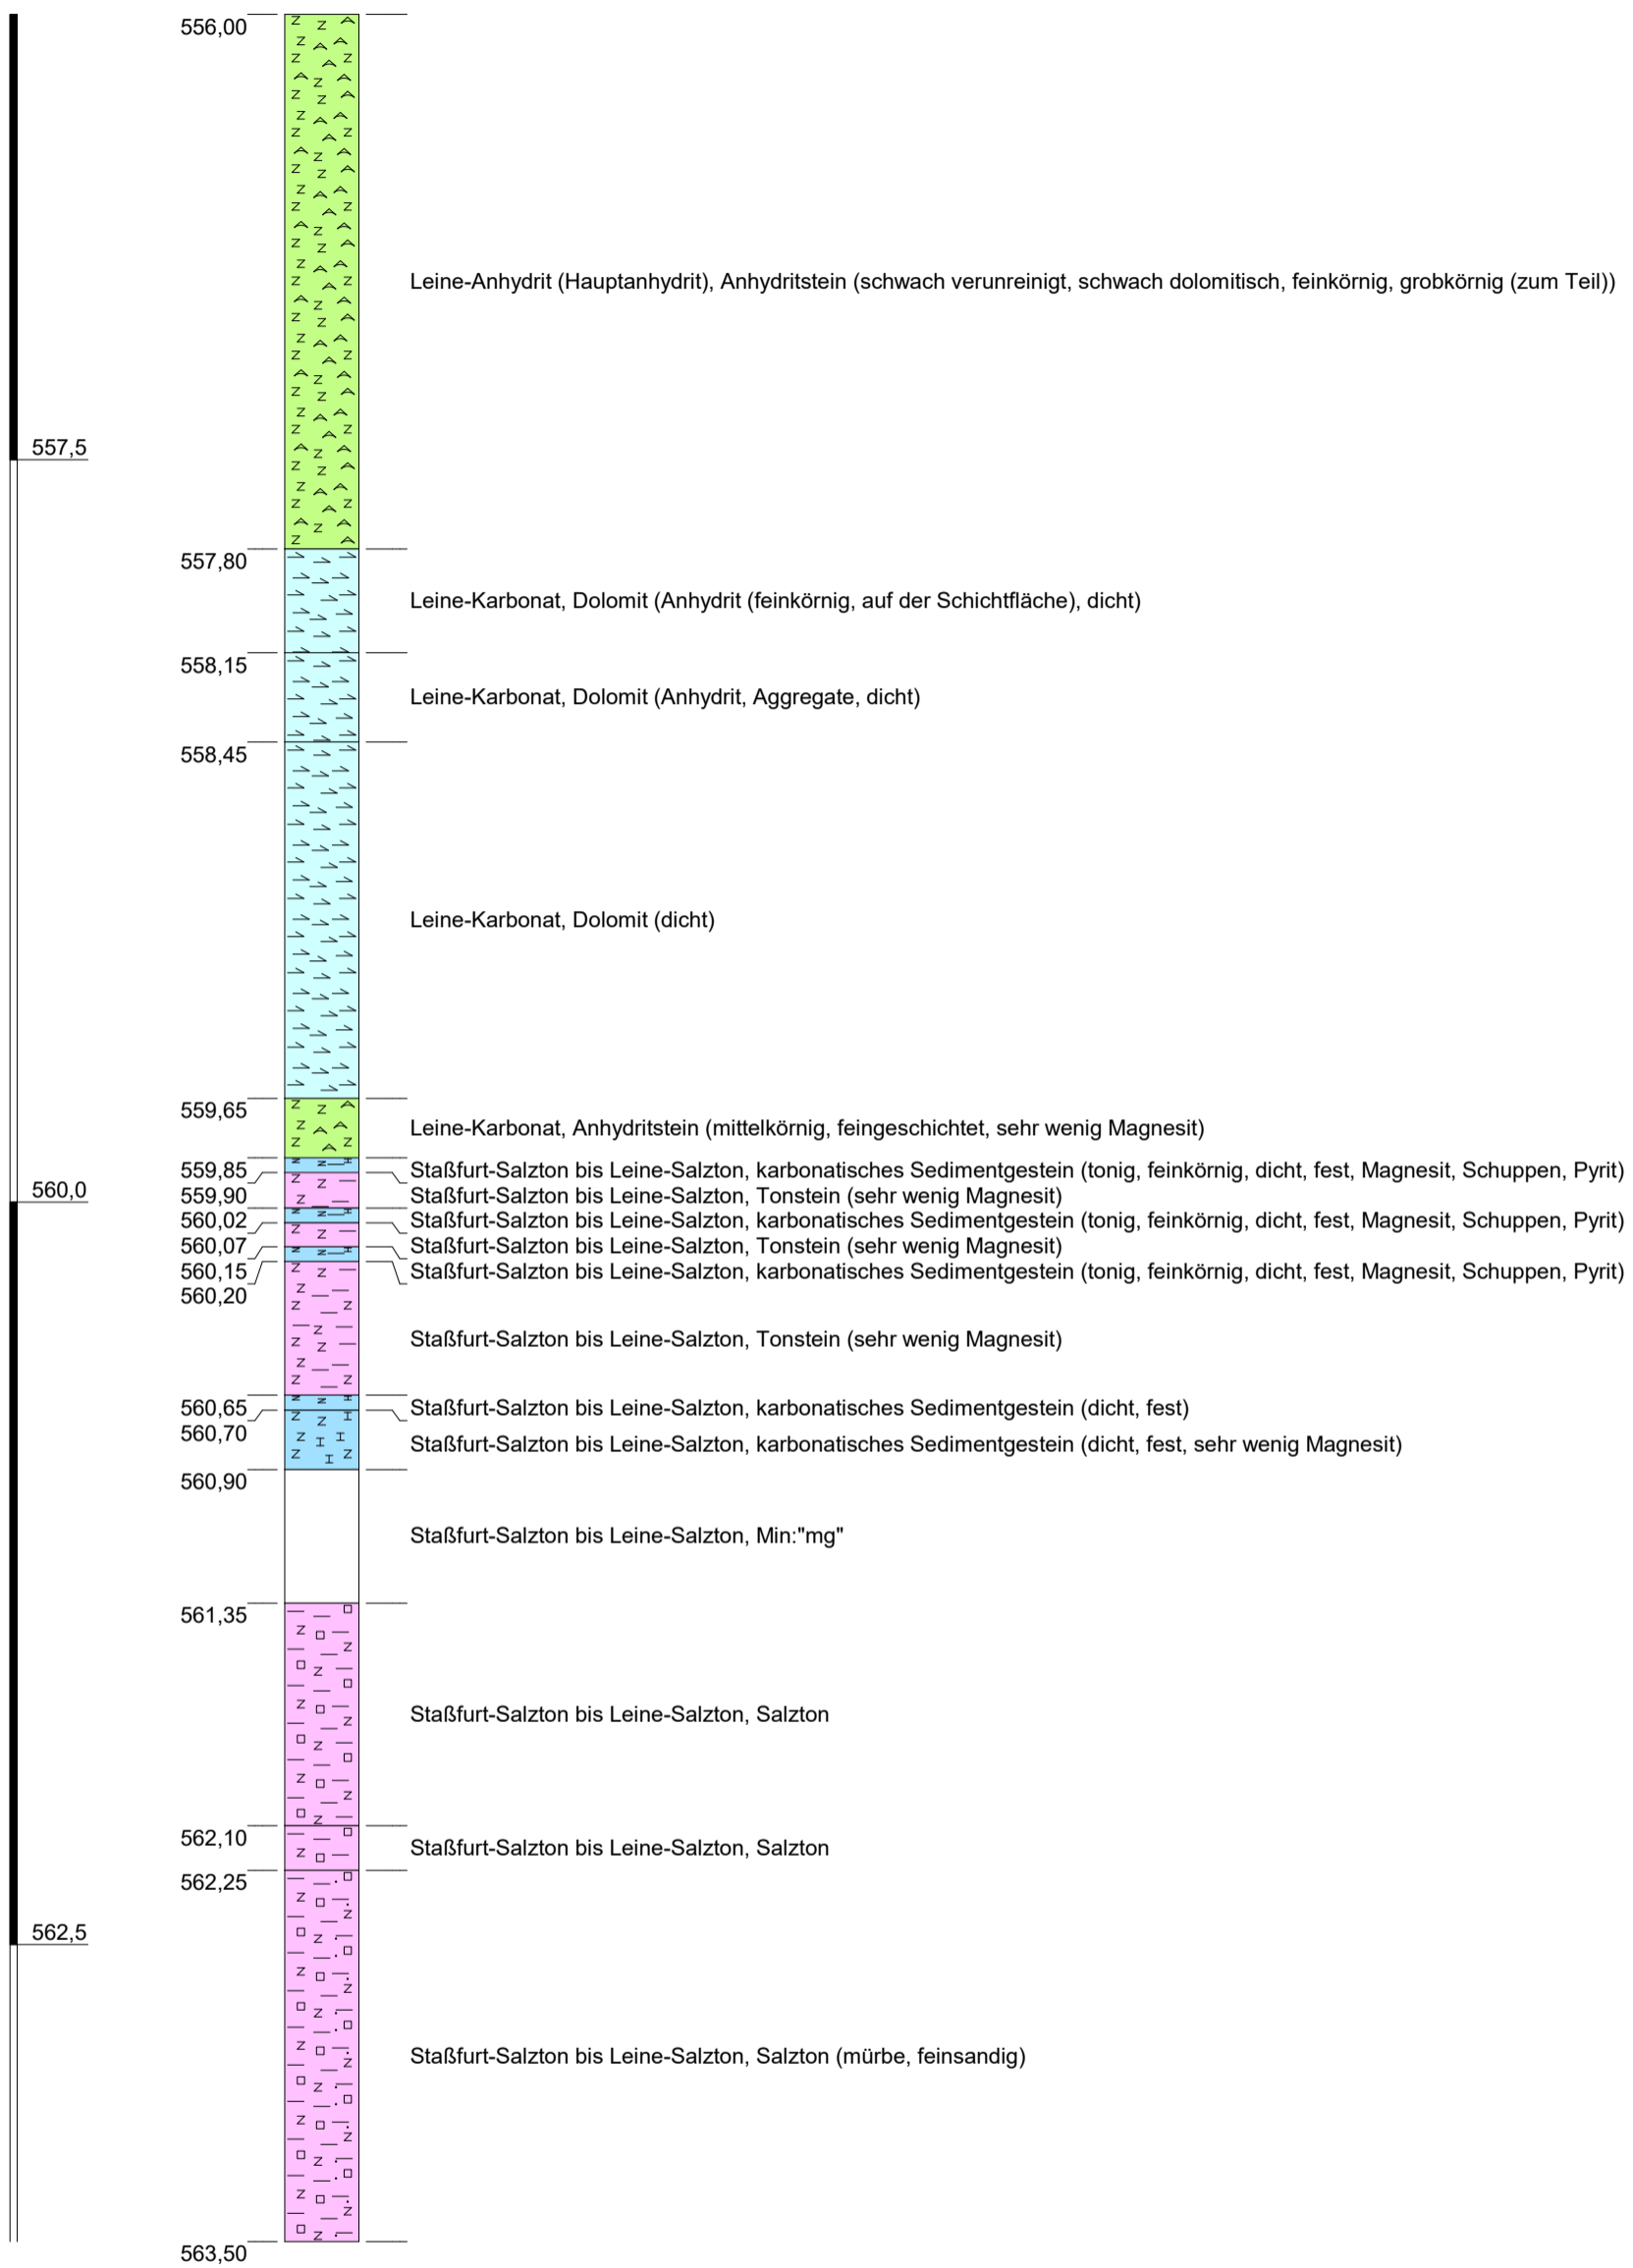 556,00
Leine-Anhydrit (Hauptanhydrit), Anhydritstein (schwach verunreinigt, schwach dolomitisch, feinkörnig, grobkörnig (zum Teil))
557,5
557,80
Leine-Karbonat, Dolomit (Anhydrit (feinkörnig, auf der Schichtfläche), dicht)
558,15
Leine-Karbonat, Dolomit (Anhydrit, Aggregate, dicht)
558,45
Leine-Karbonat, Dolomit (dicht)
559,65
Leine-Karbonat, Anhydritstein (mittelkörnig, feingeschichtet, sehr wenig Magnesit)
559,85 Staßfurt-Salzton bis Leine-Salzton, karbonatisches Sedimentgestein (tonig, feinkörnig, dicht, fest, Magnesit, Schuppen, Pyrit)
560,0 559,90 Staßfurt-Salzton bis Leine-Salzton, Tonstein (sehr wenig Magnesit)
560,02 Staßfurt-Salzton bis Leine-Salzton, karbonatisches Sedimentgestein (tonig, feinkörnig, dicht, fest, Magnesit, Schuppen, Pyrit)
560,07 Staßfurt-Salzton bis Leine-Salzton, Tonstein (sehr wenig Magnesit)
560,15 Staßfurt-Salzton bis Leine-Salzton, karbonatisches Sedimentgestein (tonig, feinkörnig, dicht, fest, Magnesit, Schuppen, Pyrit)
560,20
Staßfurt-Salzton bis Leine-Salzton, Tonstein (sehr wenig Magnesit)
560,65 Staßfurt-Salzton bis Leine-Salzton, karbonatisches Sedimentgestein (dicht, fest)
560,70
Staßfurt-Salzton bis Leine-Salzton, karbonatisches Sedimentgestein (dicht, fest, sehr wenig Magnesit)
560,90
Staßfurt-Salzton bis Leine-Salzton, Min:"mg"
561,35
Staßfurt-Salzton bis Leine-Salzton, Salzton
562,10 Staßfurt-Salzton bis Leine-Salzton, Salzton
562,25
562,5
Staßfurt-Salzton bis Leine-Salzton, Salzton (mürbe, feinsandig)
563,50